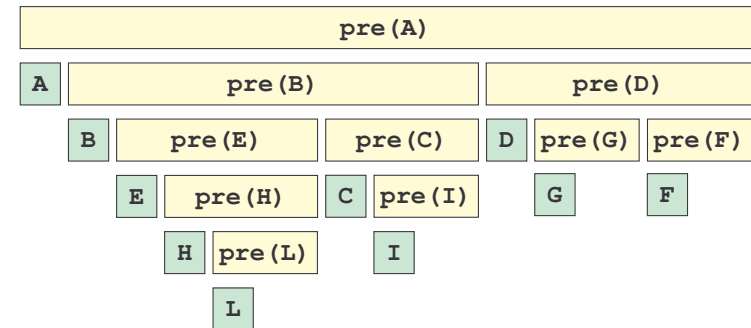 pre(A)
A pre(B) pre(D)
B pre(E) pre(C) D pre(G) pre(F)
E pre(H) C pre(I) G F
H pre(L) I
L